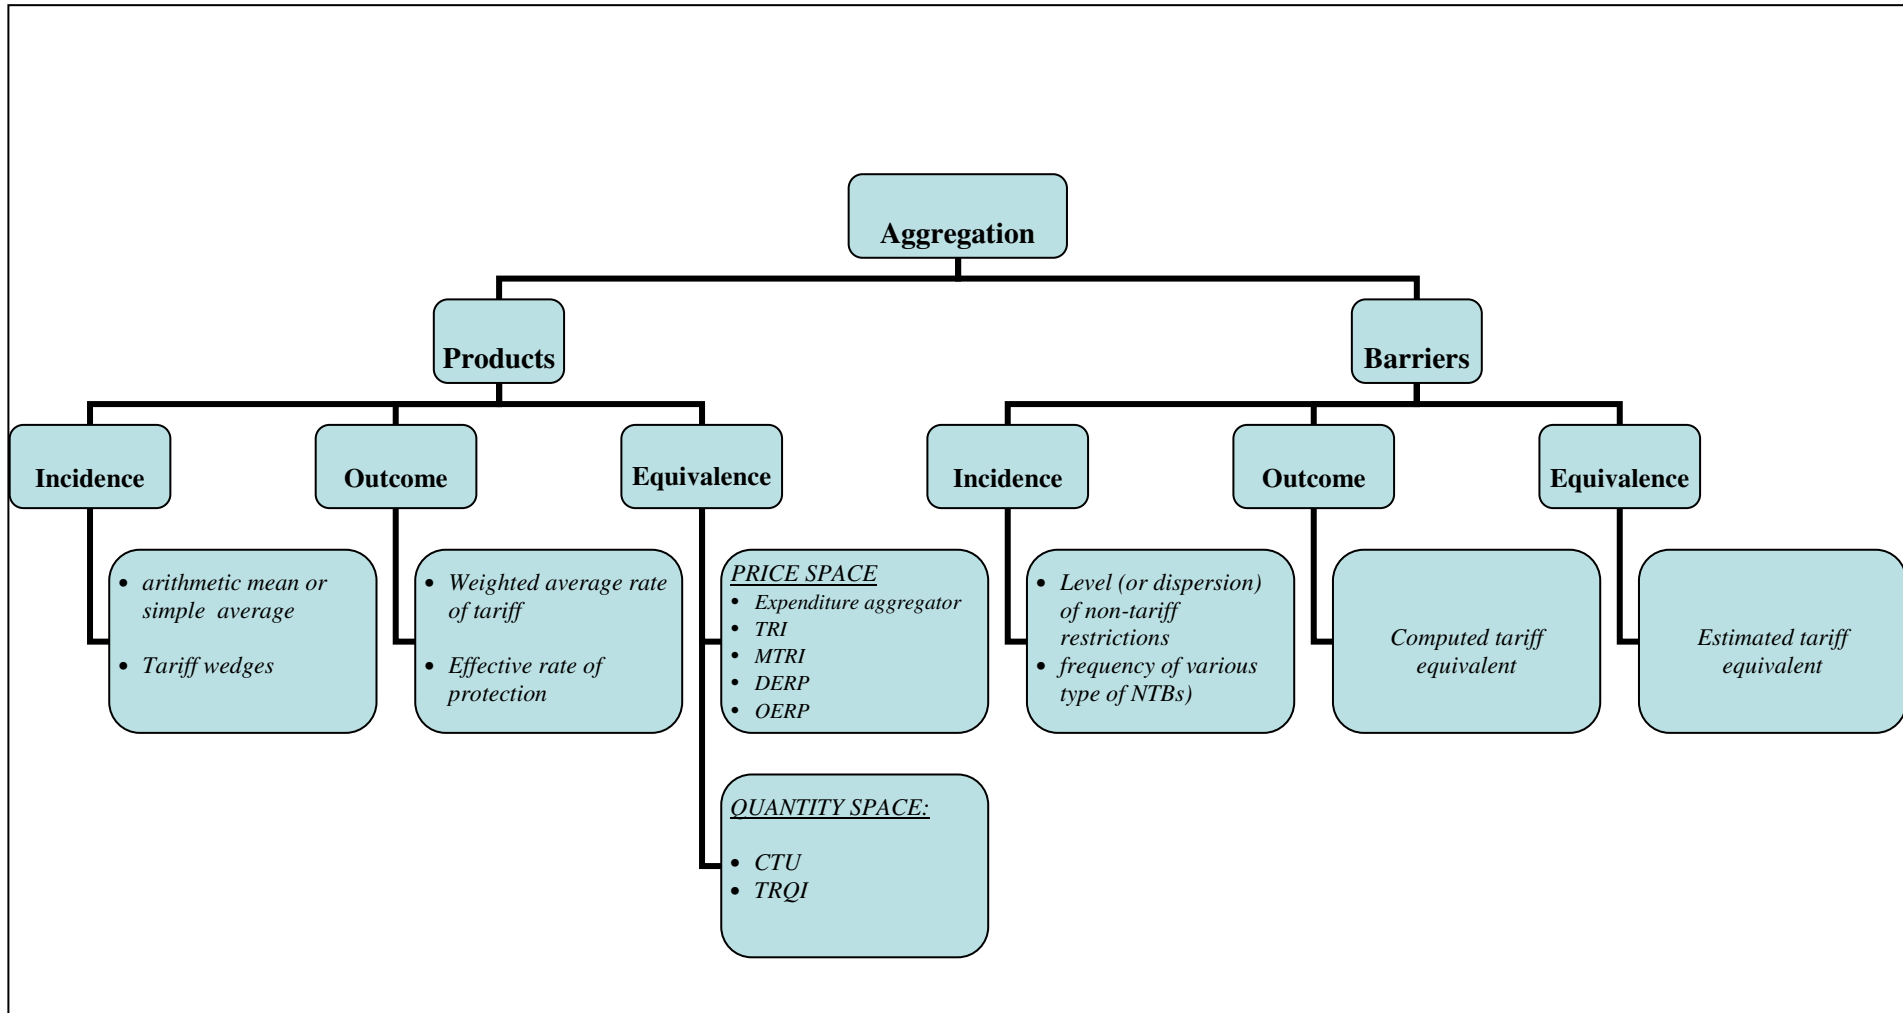 Aggregation
Products
Barriers
Incidence
Outcome
Equivalence
Incidence
Outcome
Equivalence
• arithmetic mean or
simple average
• Tariff wedges
• Weighted average rate
of tariff
• Effective rate of
protection
PRICE SPACE
• Expenditure aggregator
• TRI
• MTRI
• DERP
• OERP
• Level (or dispersion)
of non-tariff
restrictions
• frequency of various
type of NTBs)
Computed tariff
equivalent
Estimated tariff
equivalent
QUANTITY SPACE:
• CTU
• TRQI